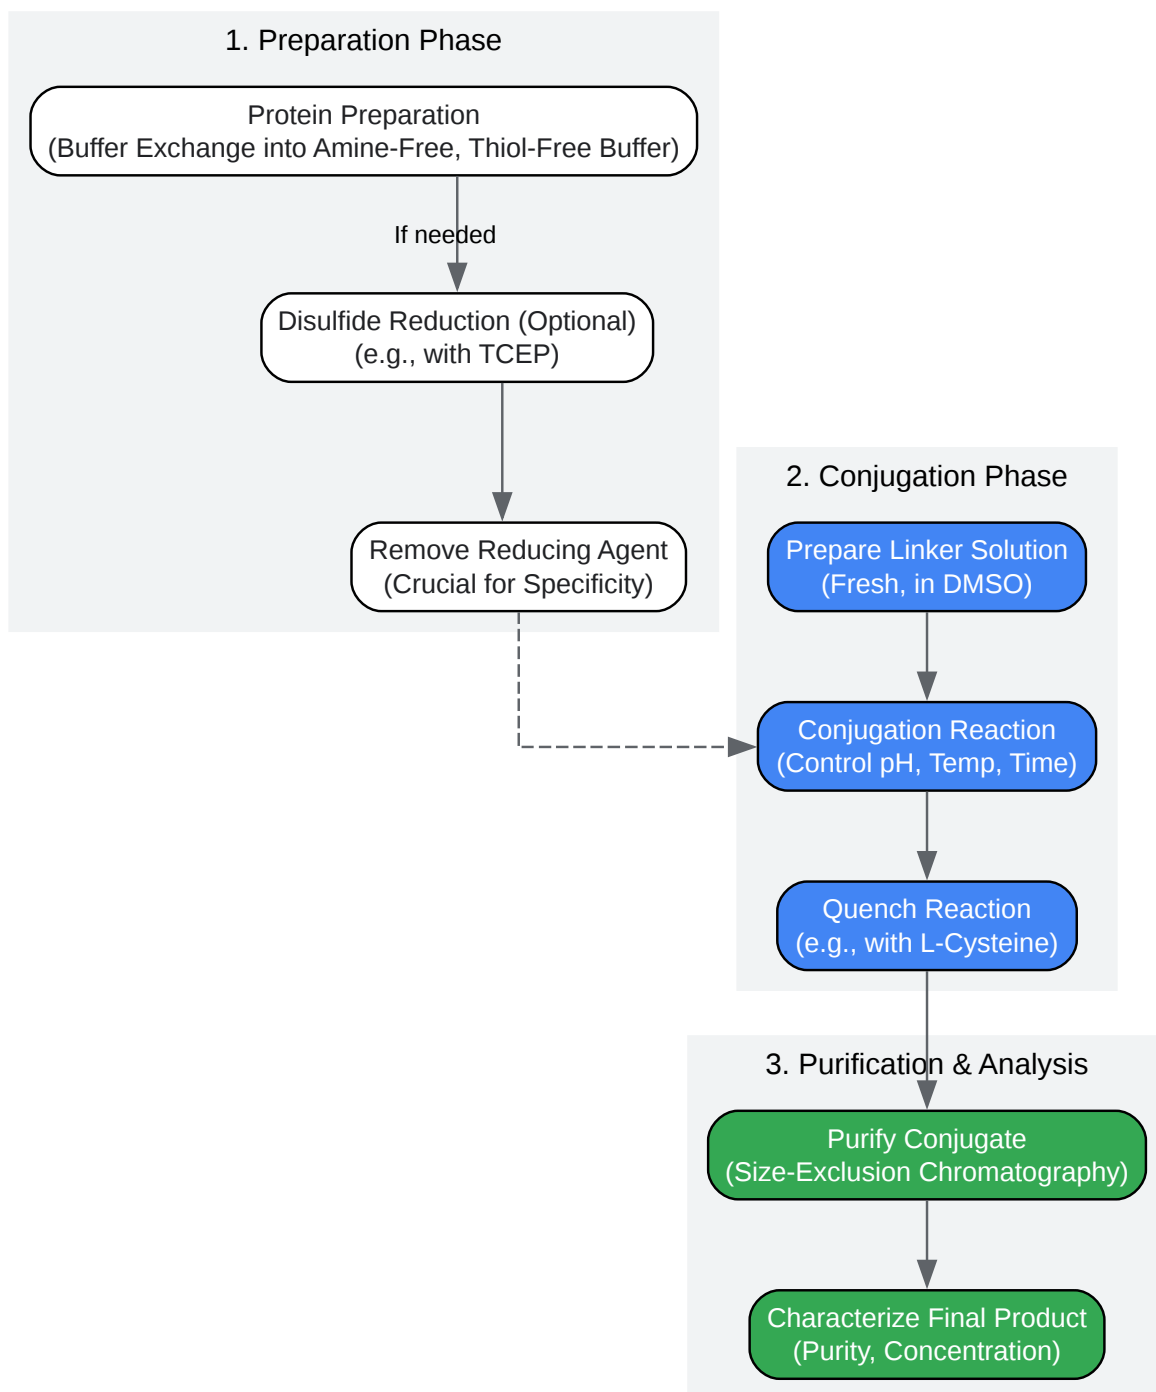 1. Preparation Phase
Protein Preparation
(Buffer Exchange into Amine-Free, Thiol-Free Buffer)
If needed
Disulfide Reduction (Optional)
(e.g., with TCEP)
Remove Reducing Agent
(Crucial for Specificity)
2. Conjugation Phase
Prepare Linker Solution
(Fresh, in DMSO)
Conjugation Reaction
(Control pH, Temp, Time)
Quench Reaction
(e.g., with L-Cysteine)
3. Purification & Analysis
Purify Conjugate
(Size-Exclusion Chromatography)
Characterize Final Product
(Purity, Concentration)